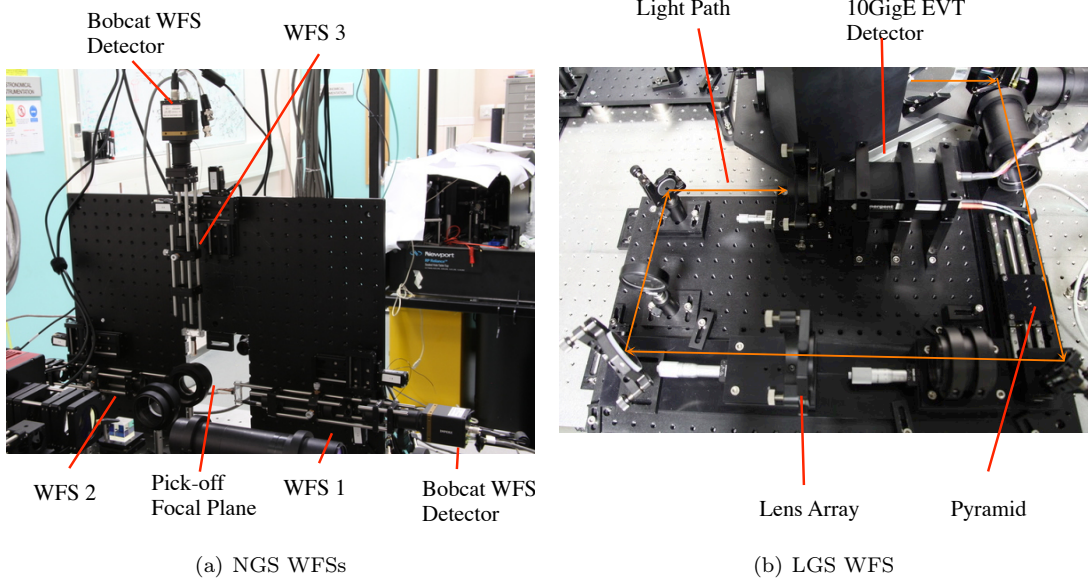 Bobcat WFS
Detector
WFS 3
Newport
WFS 2
Pick-off
Focal Plane
WFS 1
Bobcat WFS
Detector
(a) NGS WFSs
Light Path
10GigE EVT
Detector
Lens Array
Pyramid
(b) LGS WFS